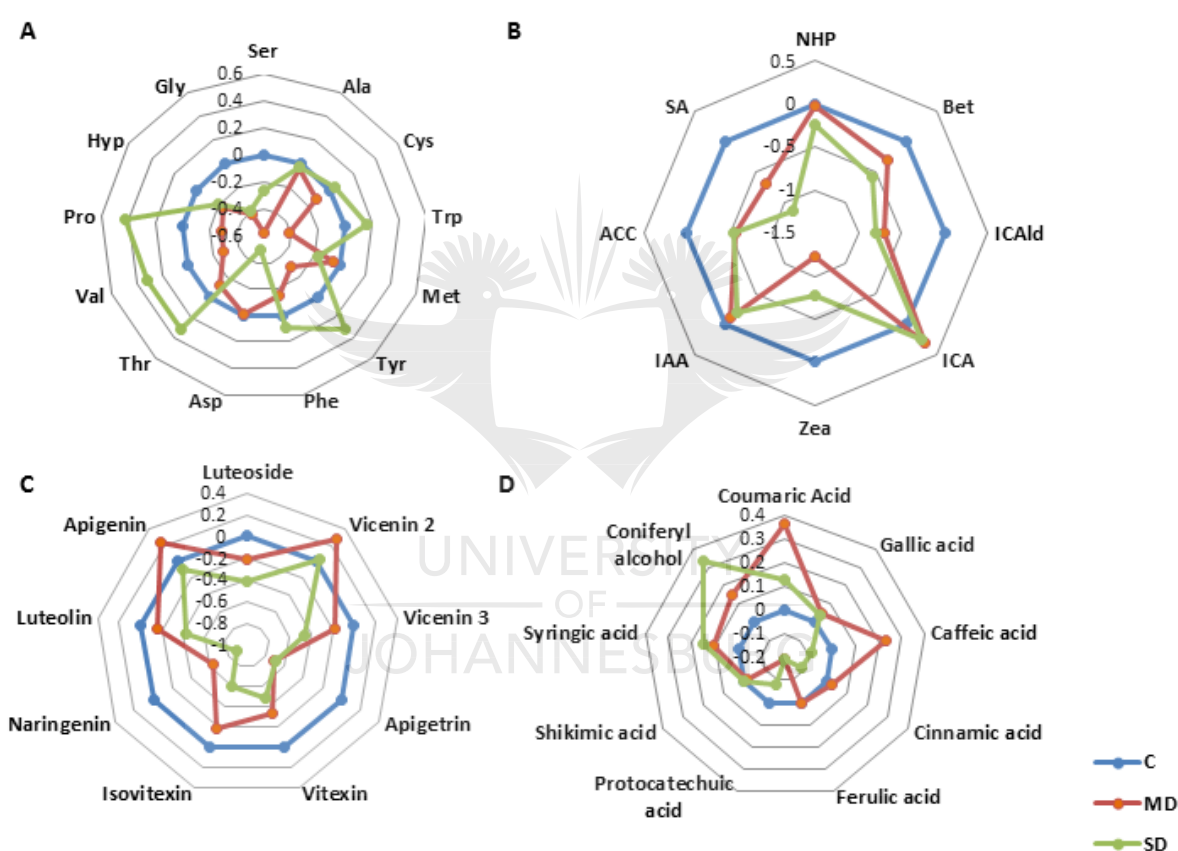 A
Ser
Gly
Ala
Hyp
Cys
Pro
Trp
Val
Met
Thr
Tyr
Asp
Phe
0.6
0.4
0.2
0
-0.2
-0.4
-0.6
B
NHP
SA
Bet
ACC
ICAld
IAA
ICA
Zea
0.5
0
-0.5
-1
-1.5
C
Luteoside
Apigenin
Vicenin 2
Luteolin
Vicenin 3
Naringenin
Apigetrin
Isovitexin
Vitexin
0.4
0.2
0
-0.2
-0.4
-0.6
-0.8
-1
D
Coumaric Acid
Coniferyl
alcohol
Gallic acid
Syringic acid
Caffeic acid
Shikimic acid
Cinnamic acid
Protocatechuic
acid
Ferulic acid
0.4
0.3
0.2
0.1
0
-0.1
-0.2
C
MD
SD
UNIVERSITY
OF
JOHANNESBURG